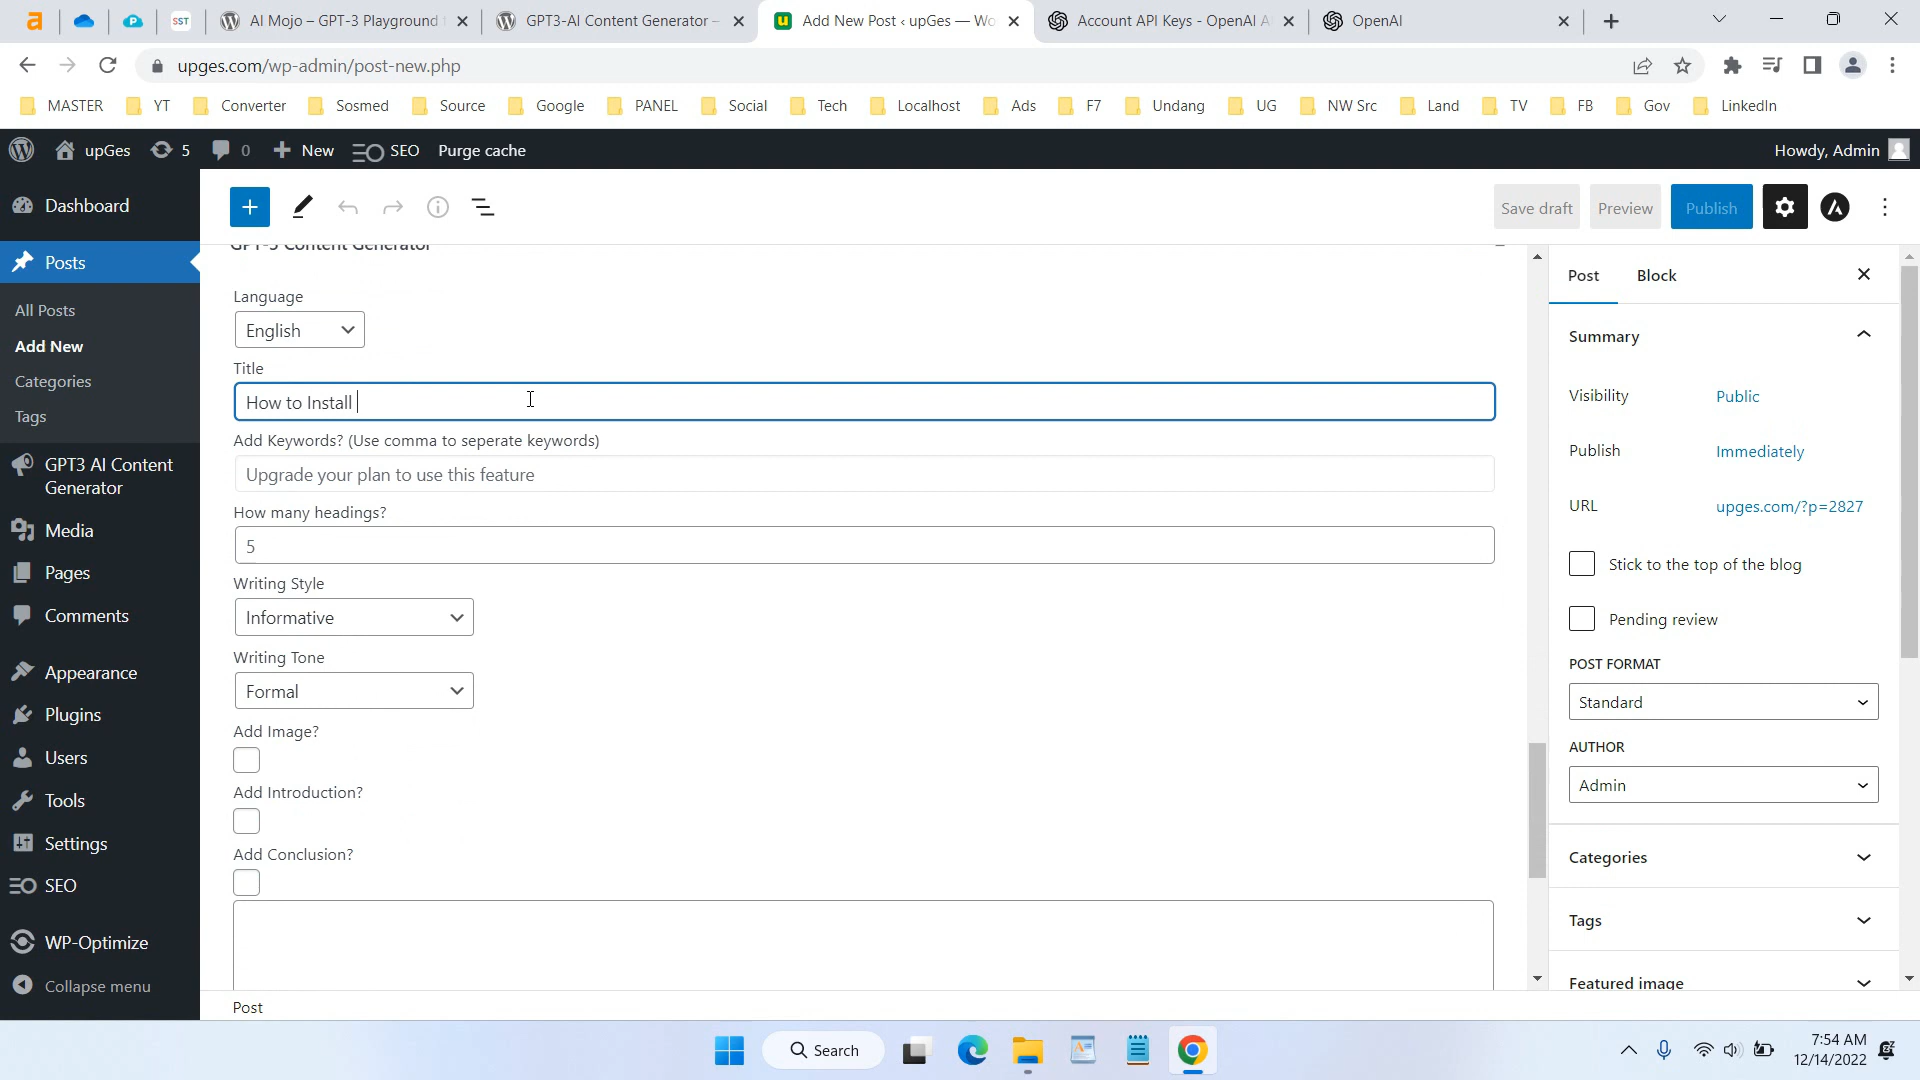 SST
AI Mojo – GPT-3 Playground f
GPT3-AI Content Generator –
Add New Post ‹ upGes — Wo
Account API Keys - OpenAI A
OpenAI
upges.com/wp-admin/post-new.php
MASTER
YT
Converter
Sosmed
Source
Google
PANEL
Social
Tech
Localhost
Ads
F7
Undang
UG
NW Src
Land
TV
FB
Gov
LinkedIn
upGes
5
0
New
SEO
Purge cache
Howdy, Admin
Dashboard
Posts
All Posts
Add New
Categories
Tags
GPT3 AI Content
Generator
Media
Pages
Comments
Appearance
Plugins
Users
Tools
Settings
SEO
WP-Optimize
Collapse menu
Save draft
Preview
Publish
GPT-3 Content Generator
Language
English
Title
How to Install
Add Keywords? (Use comma to seperate keywords)
Upgrade your plan to use this feature
How many headings?
5
Writing Style
Informative
Writing Tone
Formal
Add Image?
Add Introduction?
Add Conclusion?
Post
Post
Block
Summary
Visibility
Public
Publish
Immediately
URL
upges.com/?p=2827
Stick to the top of the blog
Pending review
POST FORMAT
Standard
AUTHOR
Admin
Categories
Tags
Featured image
Search
7:54 AM
12/14/2022